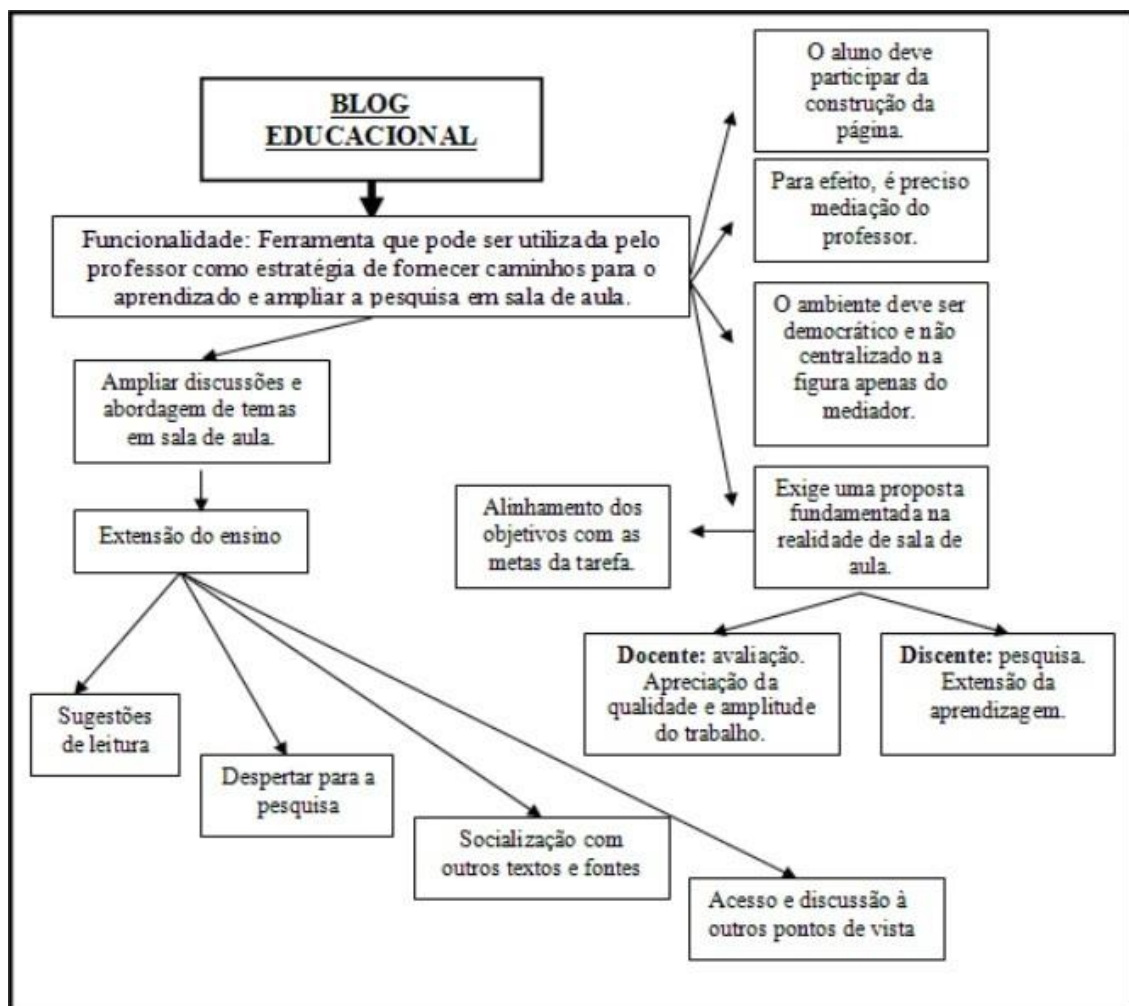 BLOG
EDUCACIONAL
Funcionalidade: Ferramenta que pode ser utilizada pelo
professor como estratégia de fornecer caminhos para o
aprendizado e ampliar a pesquisa em sala de aula.
O aluno deve
participar da
construção da
página.
Para efeito, é preciso
mediação do
professor.
O ambiente deve ser
democrático e não
centralizado na
figura apenas do
mediador.
Ampliar discussões e
abordagem de temas
em sala de aula.
Extensão do ensino
Alinhamento dos
objetivos com as
metas da tarefa.
Exige uma proposta
fundamentada na
realidade de sala de
aula.
Docente: avaliação.
Apreciação da
qualidade e amplitude
do trabalho.
Discente: pesquisa.
Extensão da
aprendizagem.
Sugestões
de leitura
Despertar para a
pesquisa
Socialização com
outros textos e fontes
Acesso e discussão à
outros pontos de vista